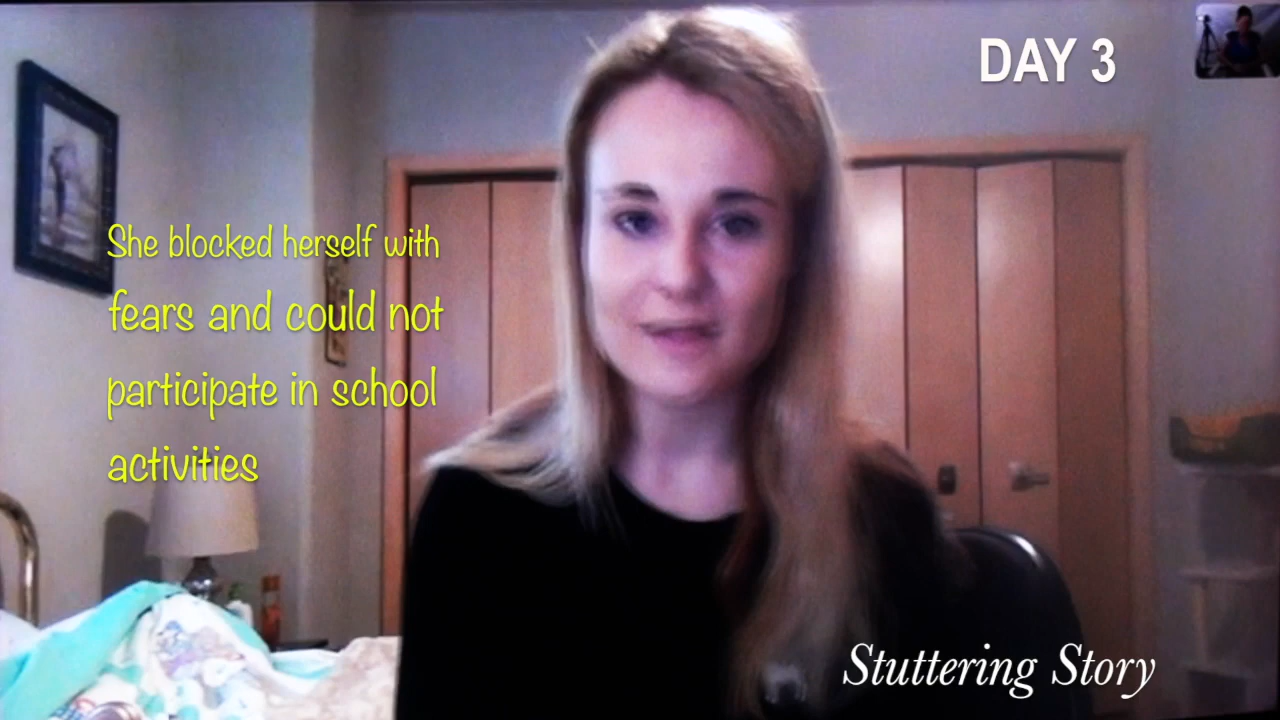 DAY 3
She blocked herself with
fears and could not
participate in school
activities
Stuttering Story